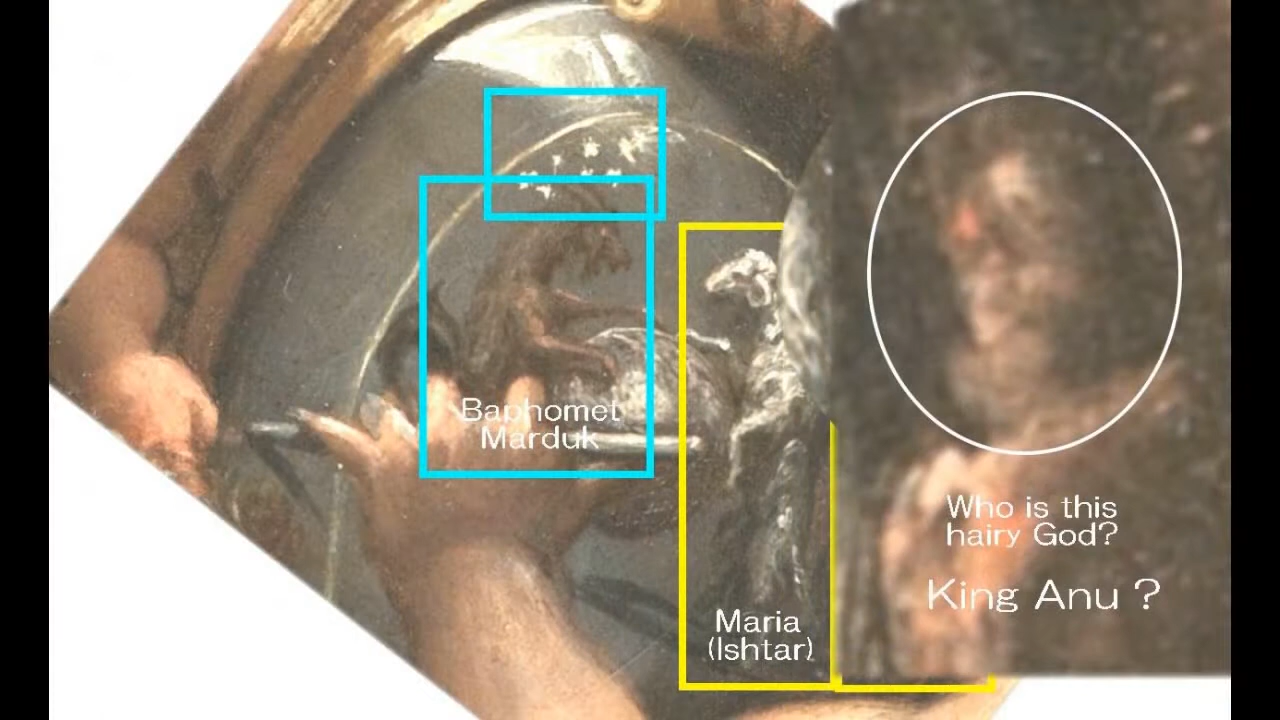 Baphomet
Marduk
Maria
(Ishtar)
Who is this
hairy God?
King Anu ?